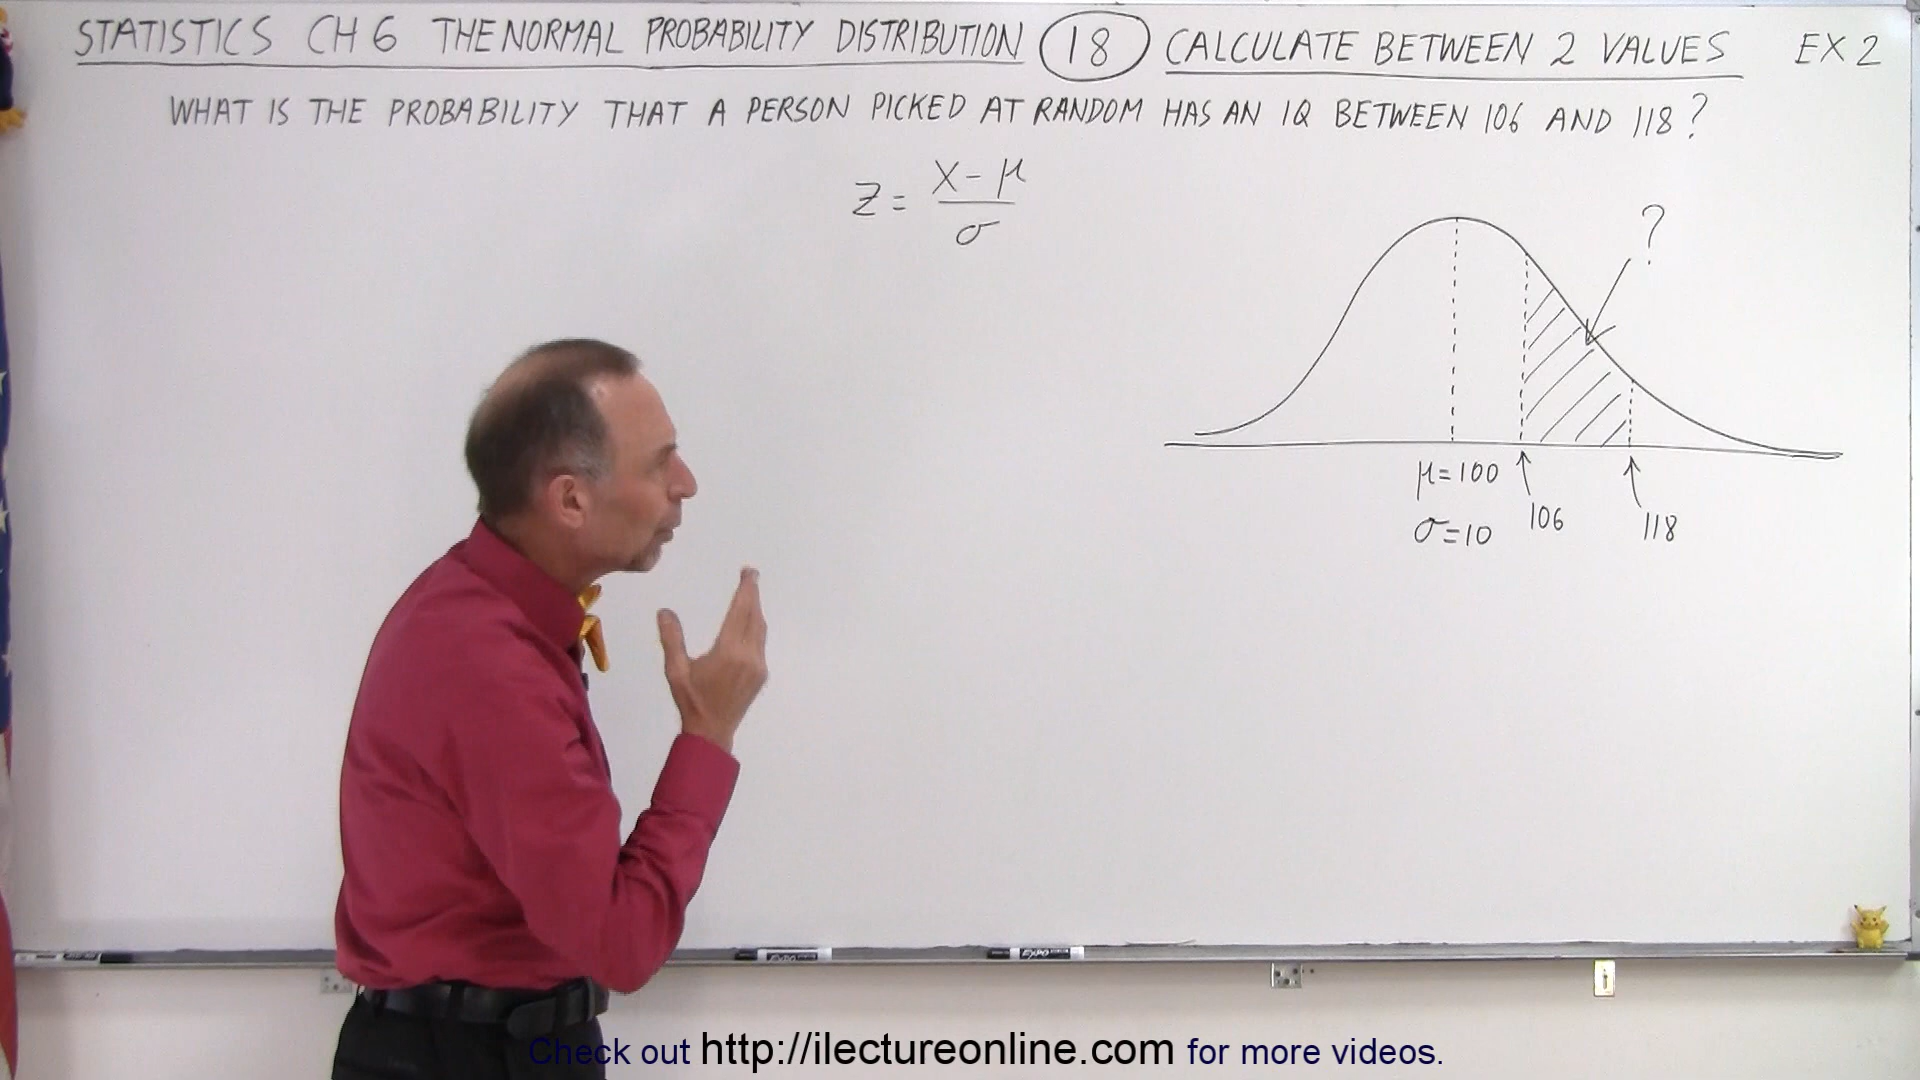 STATISTICS CH 6 THE NORMAL PROBABILITY DISTRIBUTION 18 CALCULATE BETWEEN 2 VALUES EX 2
WHAT IS THE PROBABILITY THAT A PERSON PICKED AT RANDOM HAS AN IQ BETWEEN 106 AND 118?
Z = (X - μ) / σ
?
μ=100
σ=10
106
118
EXPO
EXPO
Check out http://ilectureonline.com for more videos.